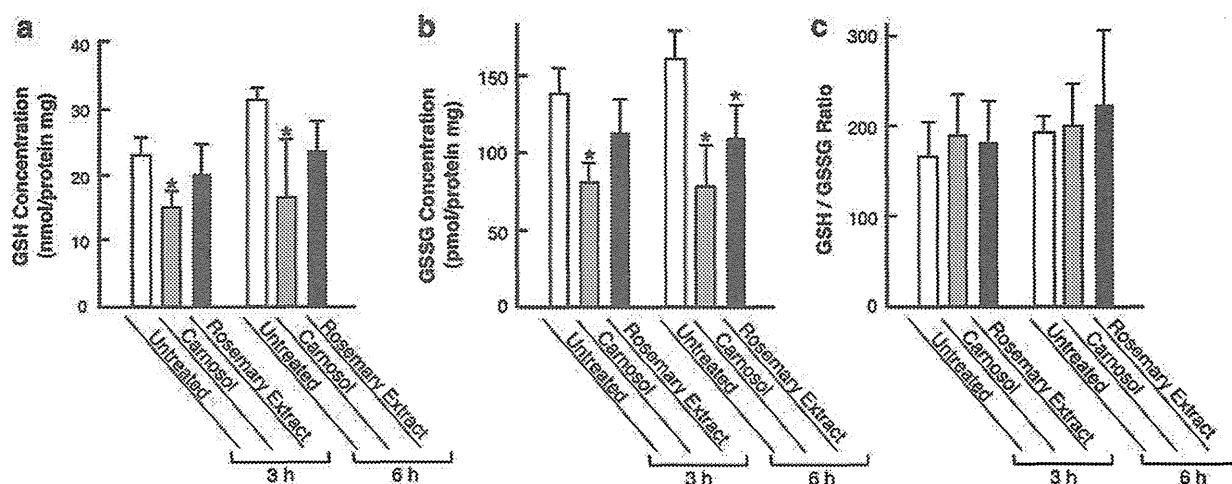 a
40
30
20
10
0
GSH Concentration
(nmol/protein mg)
*
*
Untreated
Carnosol
Rosemary Extract
Untreated
Carnosol
Rosemary Extract
3 h
6 h
b
150
100
50
0
GSSG Concentration
(pmol/protein mg)
*
*
*
Untreated
Carnosol
Rosemary Extract
Untreated
Carnosol
Rosemary Extract
3 h
6 h
c
300
200
100
0
GSH / GSSG Ratio
Untreated
Carnosol
Rosemary Extract
Untreated
Carnosol
Rosemary Extract
3 h
6 h